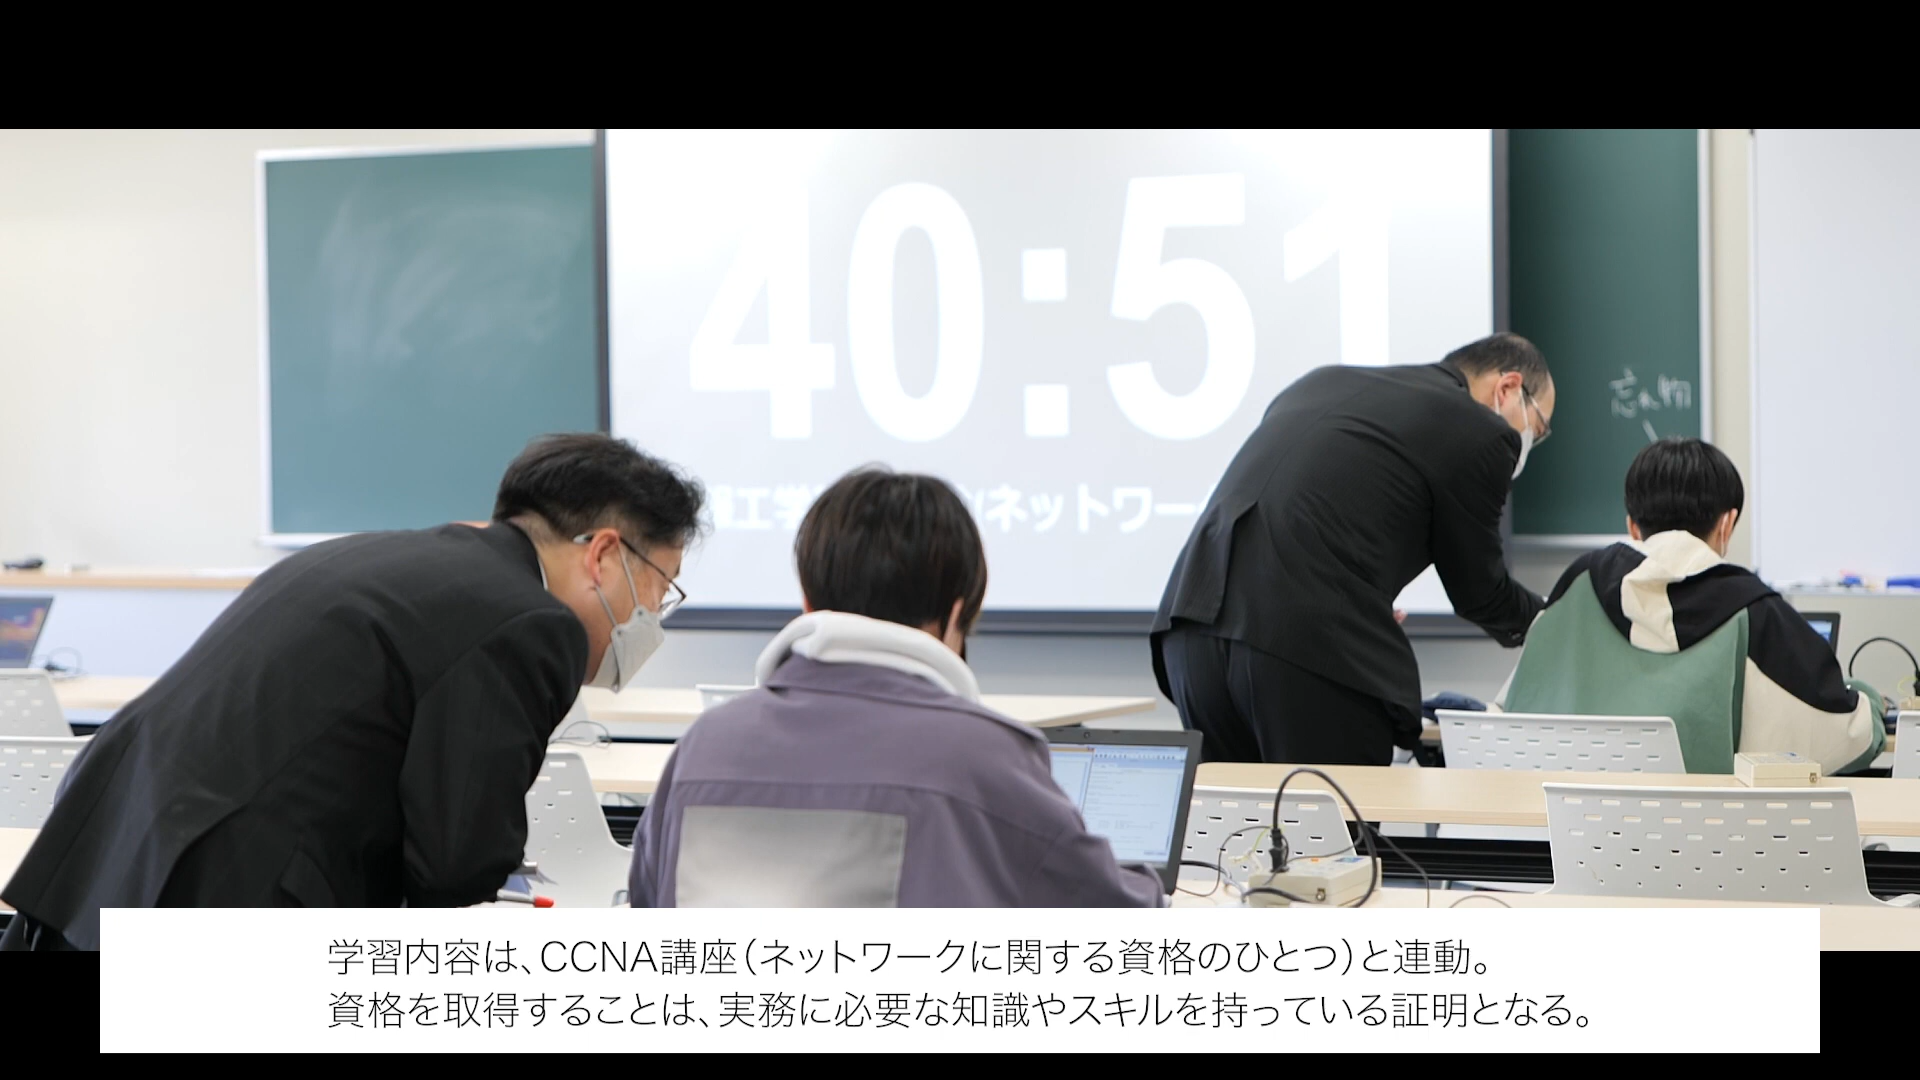 40:51
工学
ネットワー
忘れ物
学習内容は、CCNA講座（ネットワークに関する資格のひとつ）と連動。
資格を取得することは、実務に必要な知識やスキルを持っている証明となる。